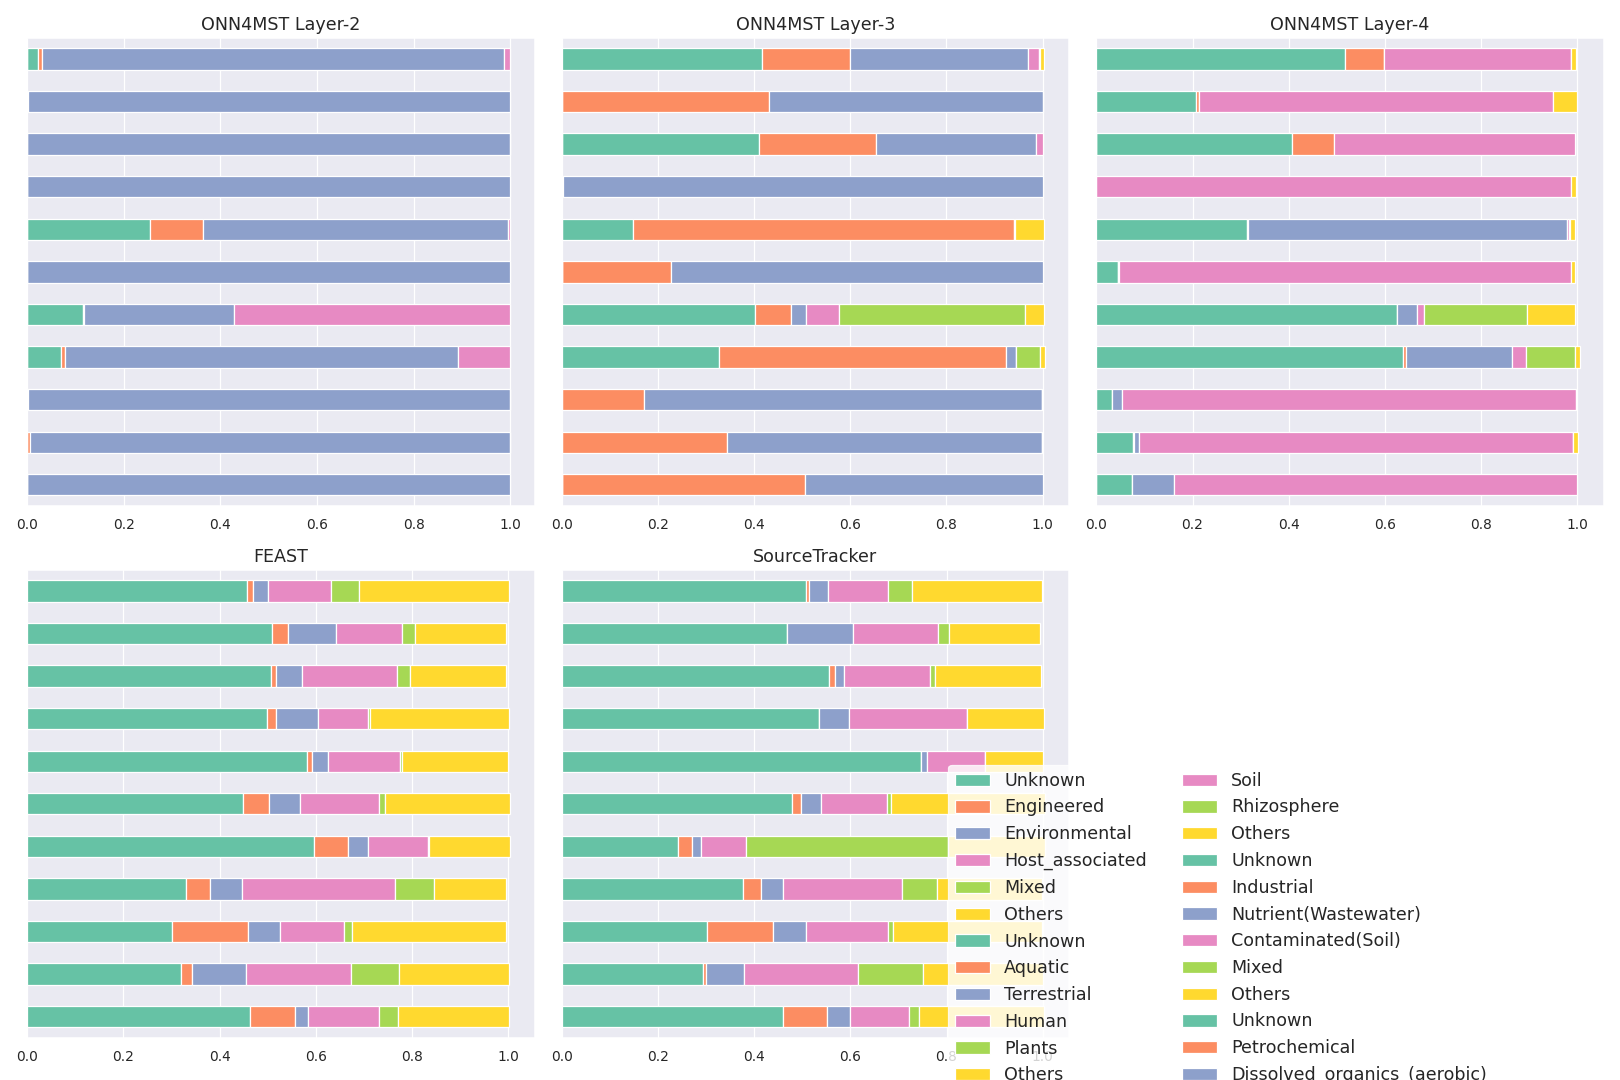 ONN4MST Layer-2
ONN4MST Layer-3
ONN4MST Layer-4
0.0 0.2 0.4 0.6 0.8 1.0
0.0 0.2 0.4 0.6 0.8 1.0
0.0 0.2 0.4 0.6 0.8 1.0
FEAST
SourceTracker
0.0 0.2 0.4 0.6 0.8 1.0
0.0 0.2 0.4 0.6 0.8 1.0
Unknown
Engineered
Environmental
Host_associated
Mixed
Others
Unknown
Aquatic
Terrestrial
Human
Plants
Others
Soil
Rhizosphere
Others
Unknown
Industrial
Nutrient(Wastewater)
Contaminated(Soil)
Mixed
Others
Unknown
Petrochemical
Dissolved_organics_(aerobic)